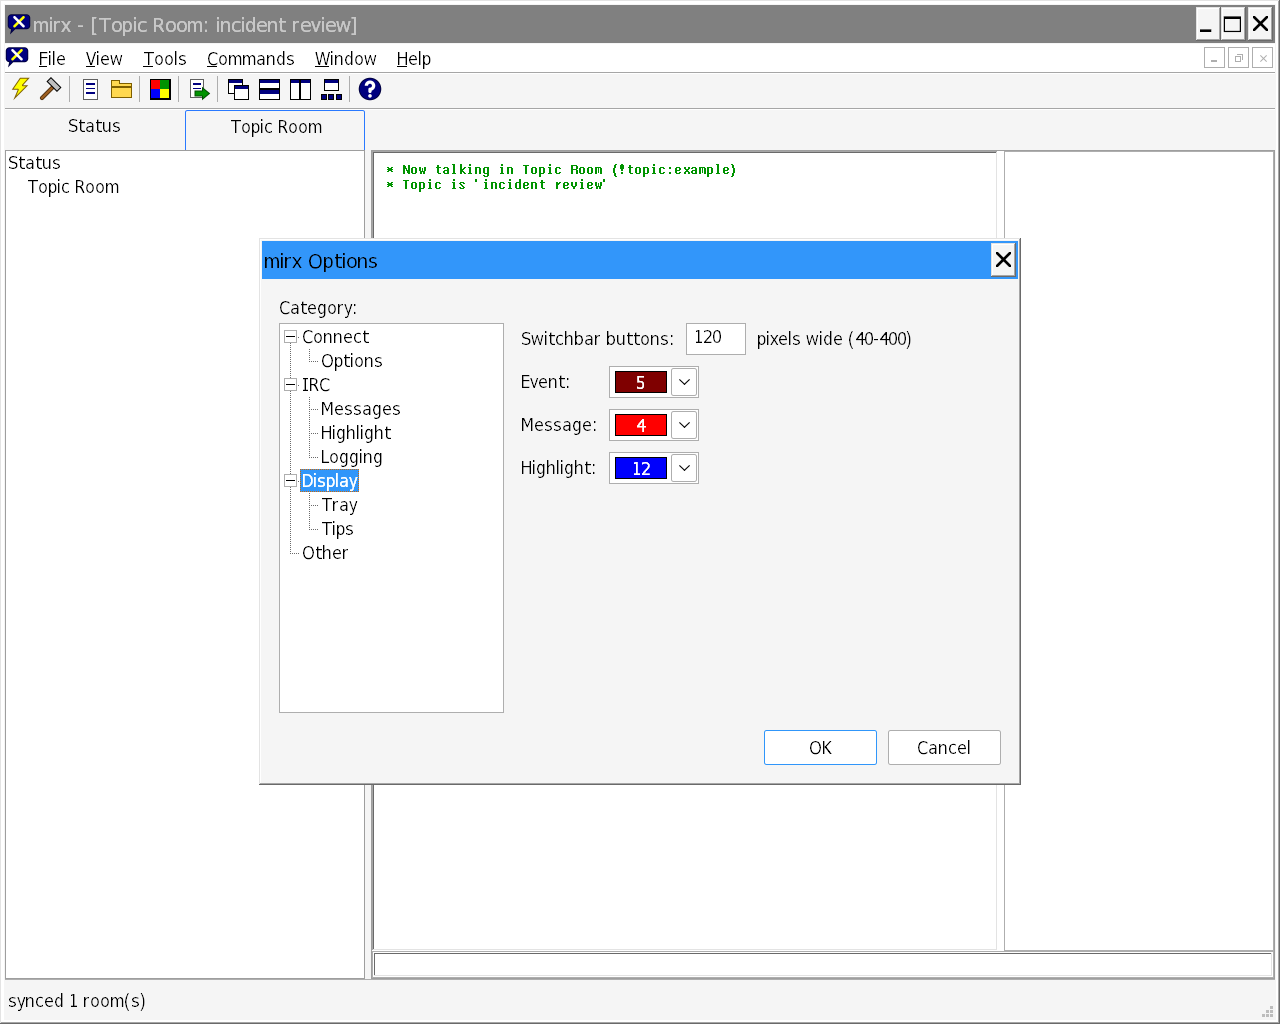 mirx - [Topic Room: incident review]
File View Tools Commands Window Help
Status Topic Room
Status
Topic Room
* Now talking in Topic Room (!topic:example)
* Topic is 'incident review'
mirx Options
Category:
Connect
Options
IRC
Messages
Highlight
Logging
Display
Tray
Tips
Other
Switchbar buttons: 120 pixels wide (40-400)
Event: 5
Message: 4
Highlight: 12
OK Cancel
synced 1 room(s)